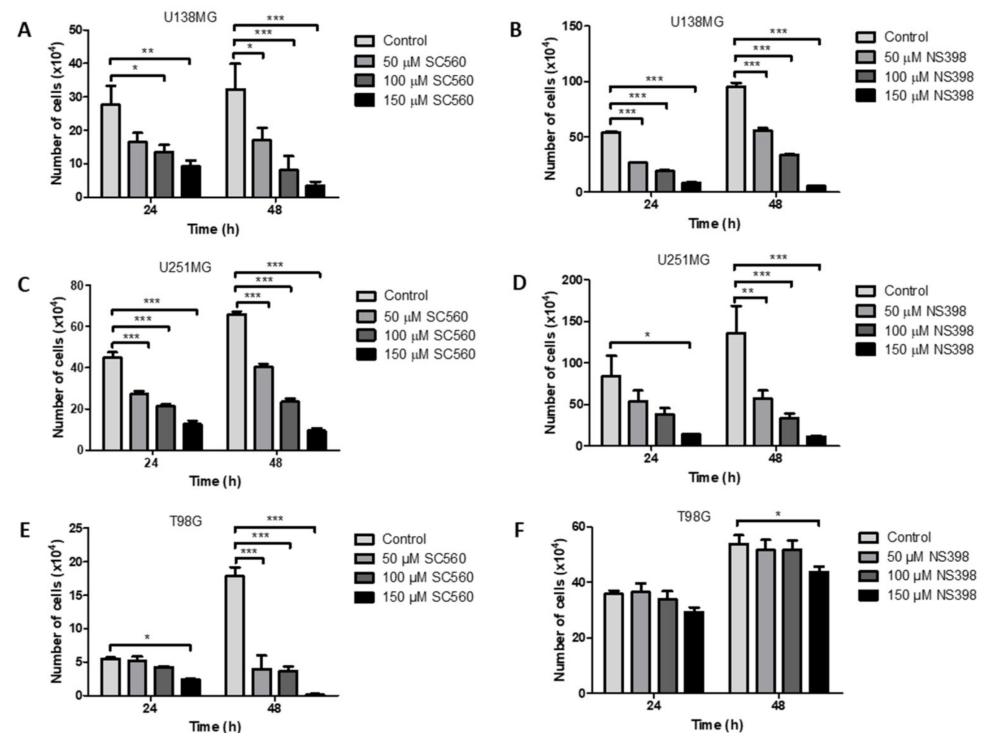 A
U138MG
Number of cells (x10⁴)
50
40
30
20
10
0
**
*
***
***
*
24
48
Time (h)
Control
50 μM SC560
100 μM SC560
150 μM SC560
B
U138MG
Number of cells (x10⁴)
150
100
50
0
***
***
***
***
***
***
24
48
Time (h)
Control
50 μM NS398
100 μM NS398
150 μM NS398
C
U251MG
Number of cells (x10⁴)
80
60
40
20
0
***
***
***
***
***
***
24
48
Time (h)
Control
50 μM SC560
100 μM SC560
150 μM SC560
D
U251MG
Number of cells (x10⁴)
200
150
100
50
0
*
***
***
**
24
48
Time (h)
Control
50 μM NS398
100 μM NS398
150 μM NS398
E
T98G
Number of cells (x10⁴)
25
20
15
10
5
0
*
***
***
***
24
48
Time (h)
Control
50 μM SC560
100 μM SC560
150 μM SC560
F
T98G
Number of cells (x10⁴)
60
40
20
0
*
24
48
Time (h)
Control
50 μM NS398
100 μM NS398
150 μM NS398